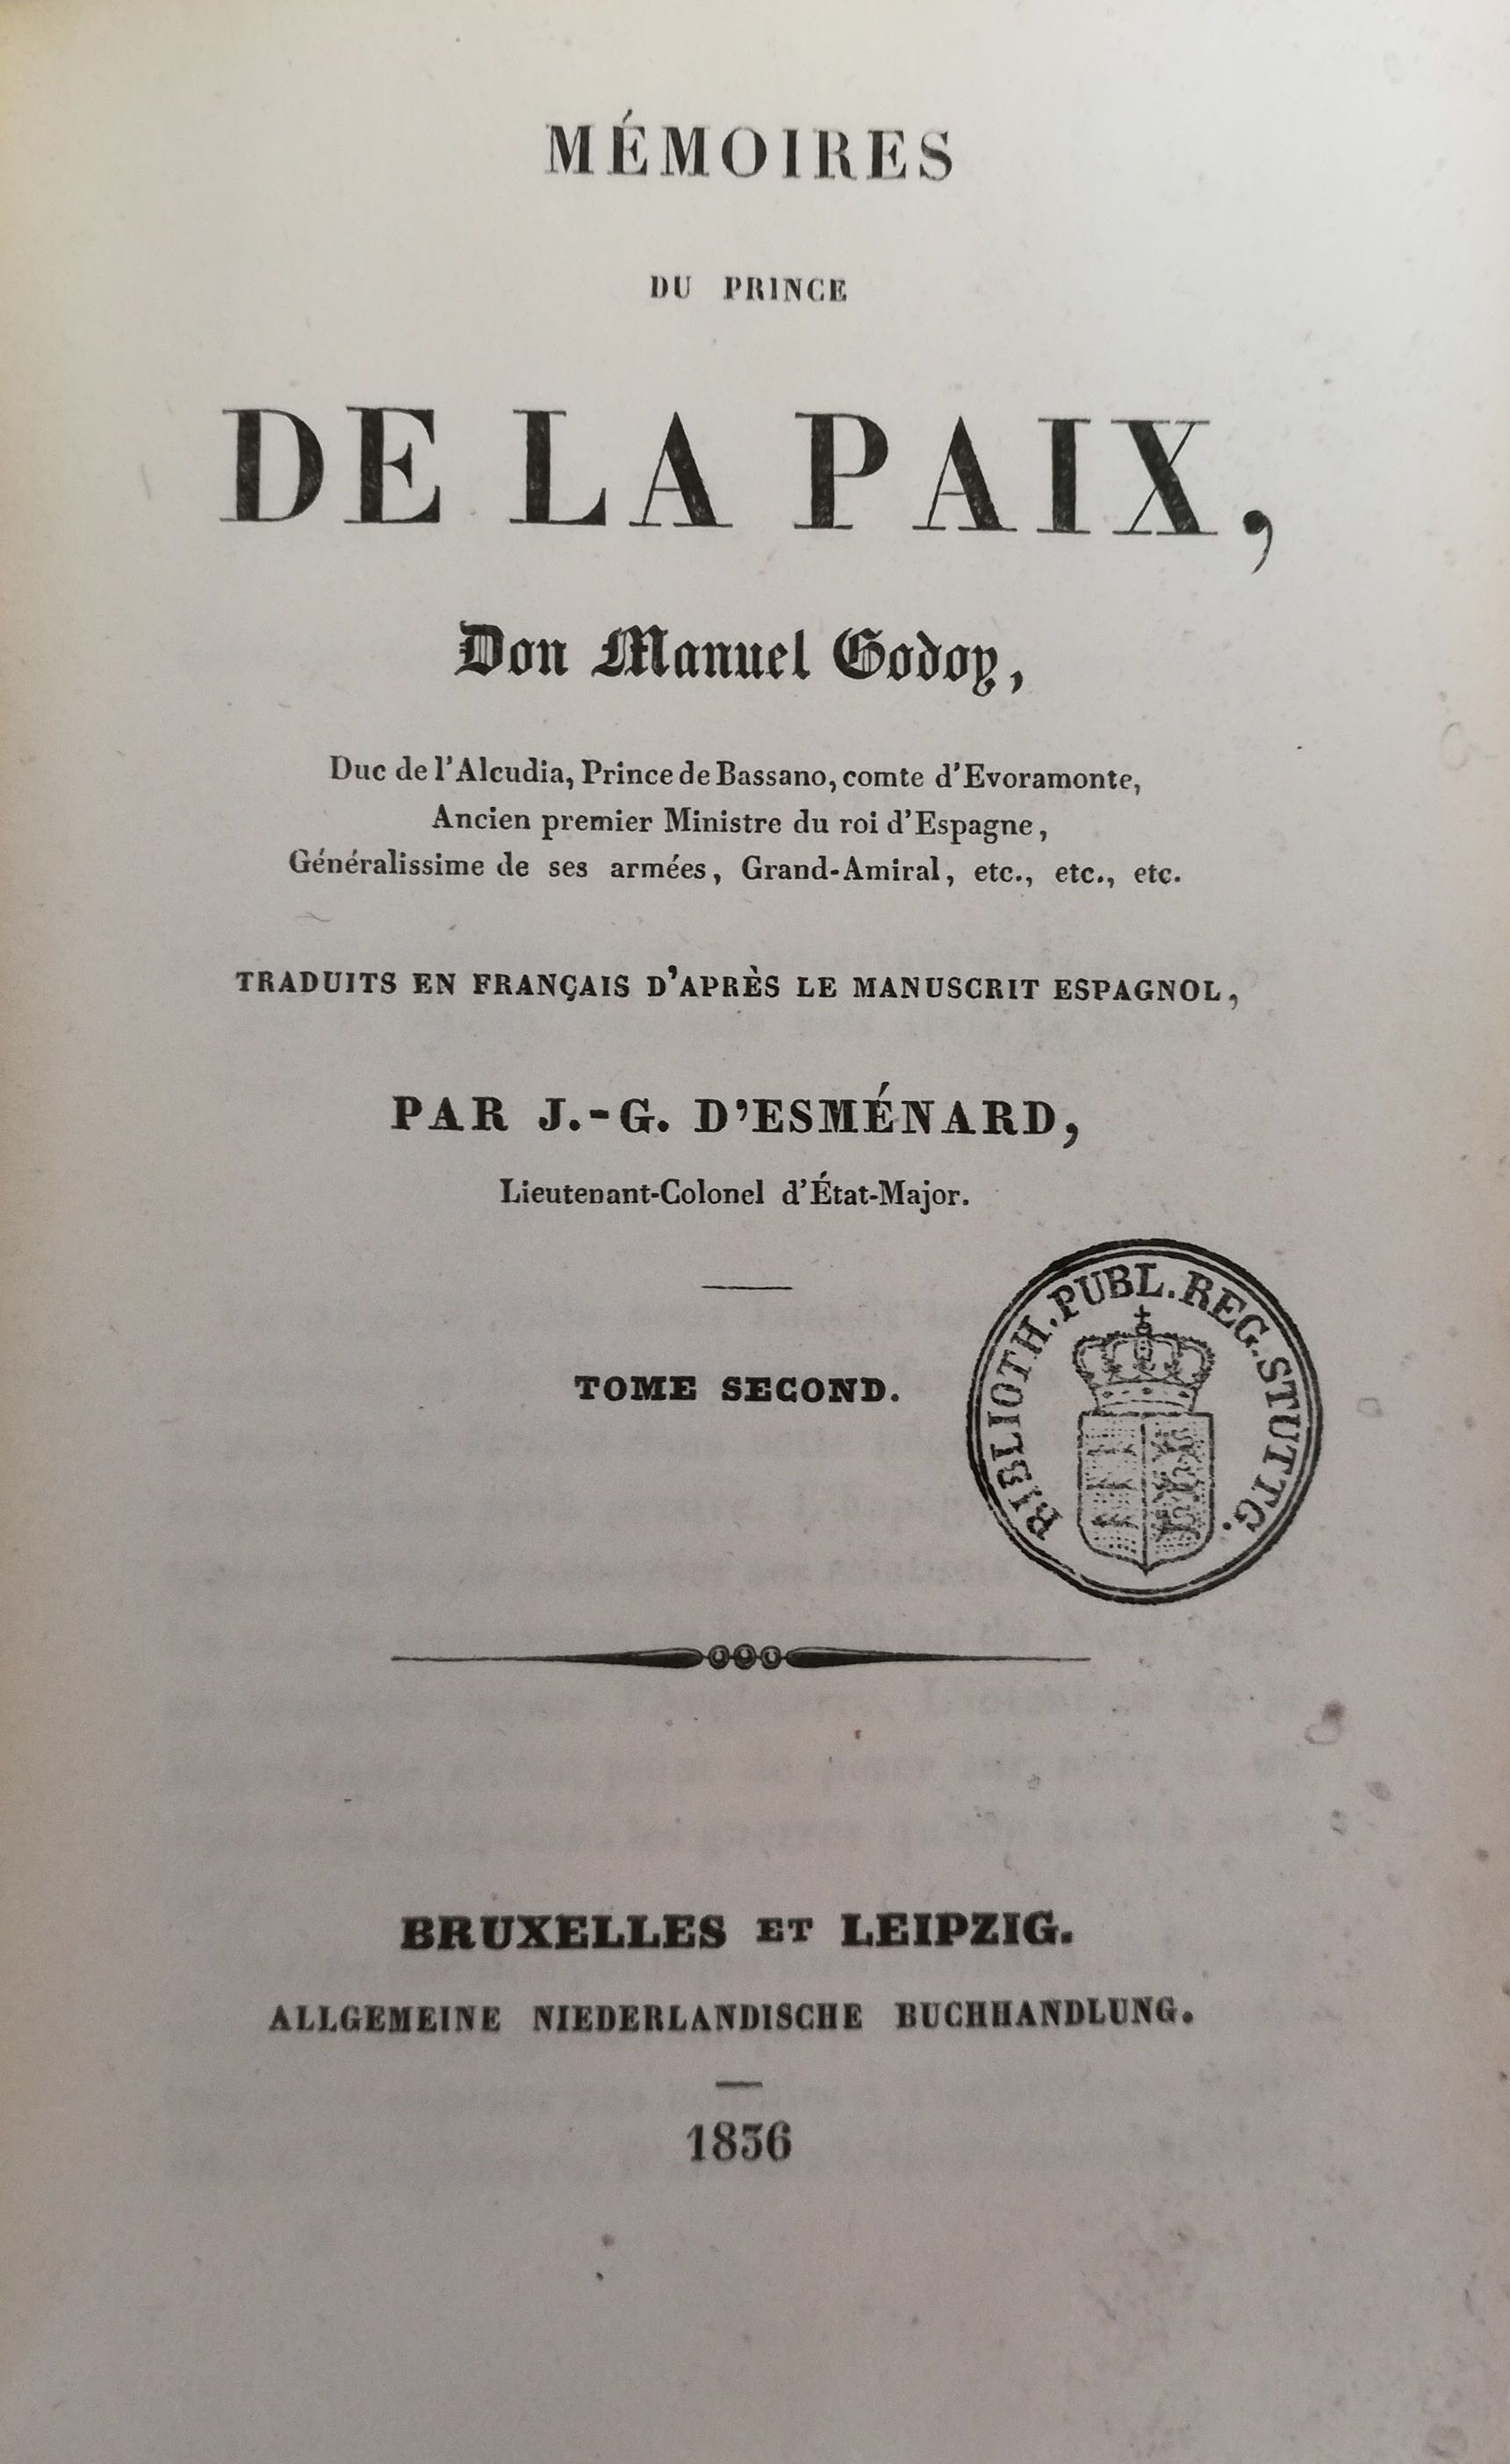 MÉMOIRES
DU PRINCE
DE LA PAIX,
Don Manuel Godoy,
Duc de l'Alcudia, Prince de Bassano, comte d'Evoramonte,
Ancien premier Ministre du roi d'Espagne,
Généralissime de ses armées, Grand-Amiral, etc., etc., etc.
TRADUITS EN FRANÇAIS D'APRÈS LE MANUSCRIT ESPAGNOL,
PAR J.-G. D'ESMÉNARD,
Lieutenant-Colonel d'État-Major.
TOME SECOND.
BIBLIOTH. PUBL. REG. STUTTG.
BRUXELLES ET LEIPZIG.
ALLGEMEINE NIEDERLANDISCHE BUCHHANDLUNG.
1836